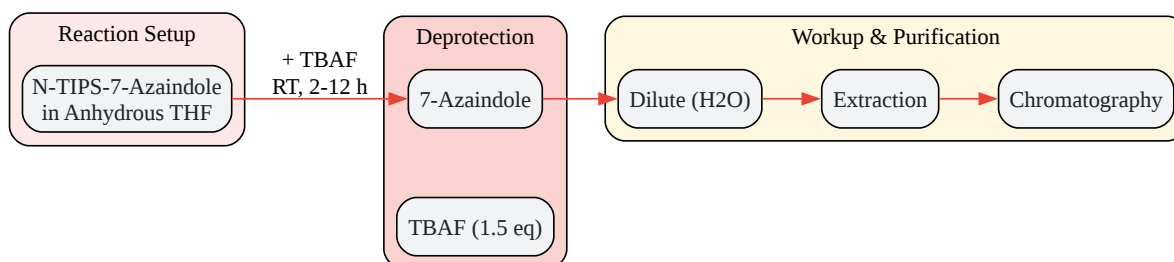 Reaction Setup
N-TIPS-7-Azaindole
in Anhydrous THF
+ TBAF
RT, 2-12 h
Deprotection
7-Azaindole
TBAF (1.5 eq)
Workup & Purification
Dilute (H2O)
Extraction
Chromatography